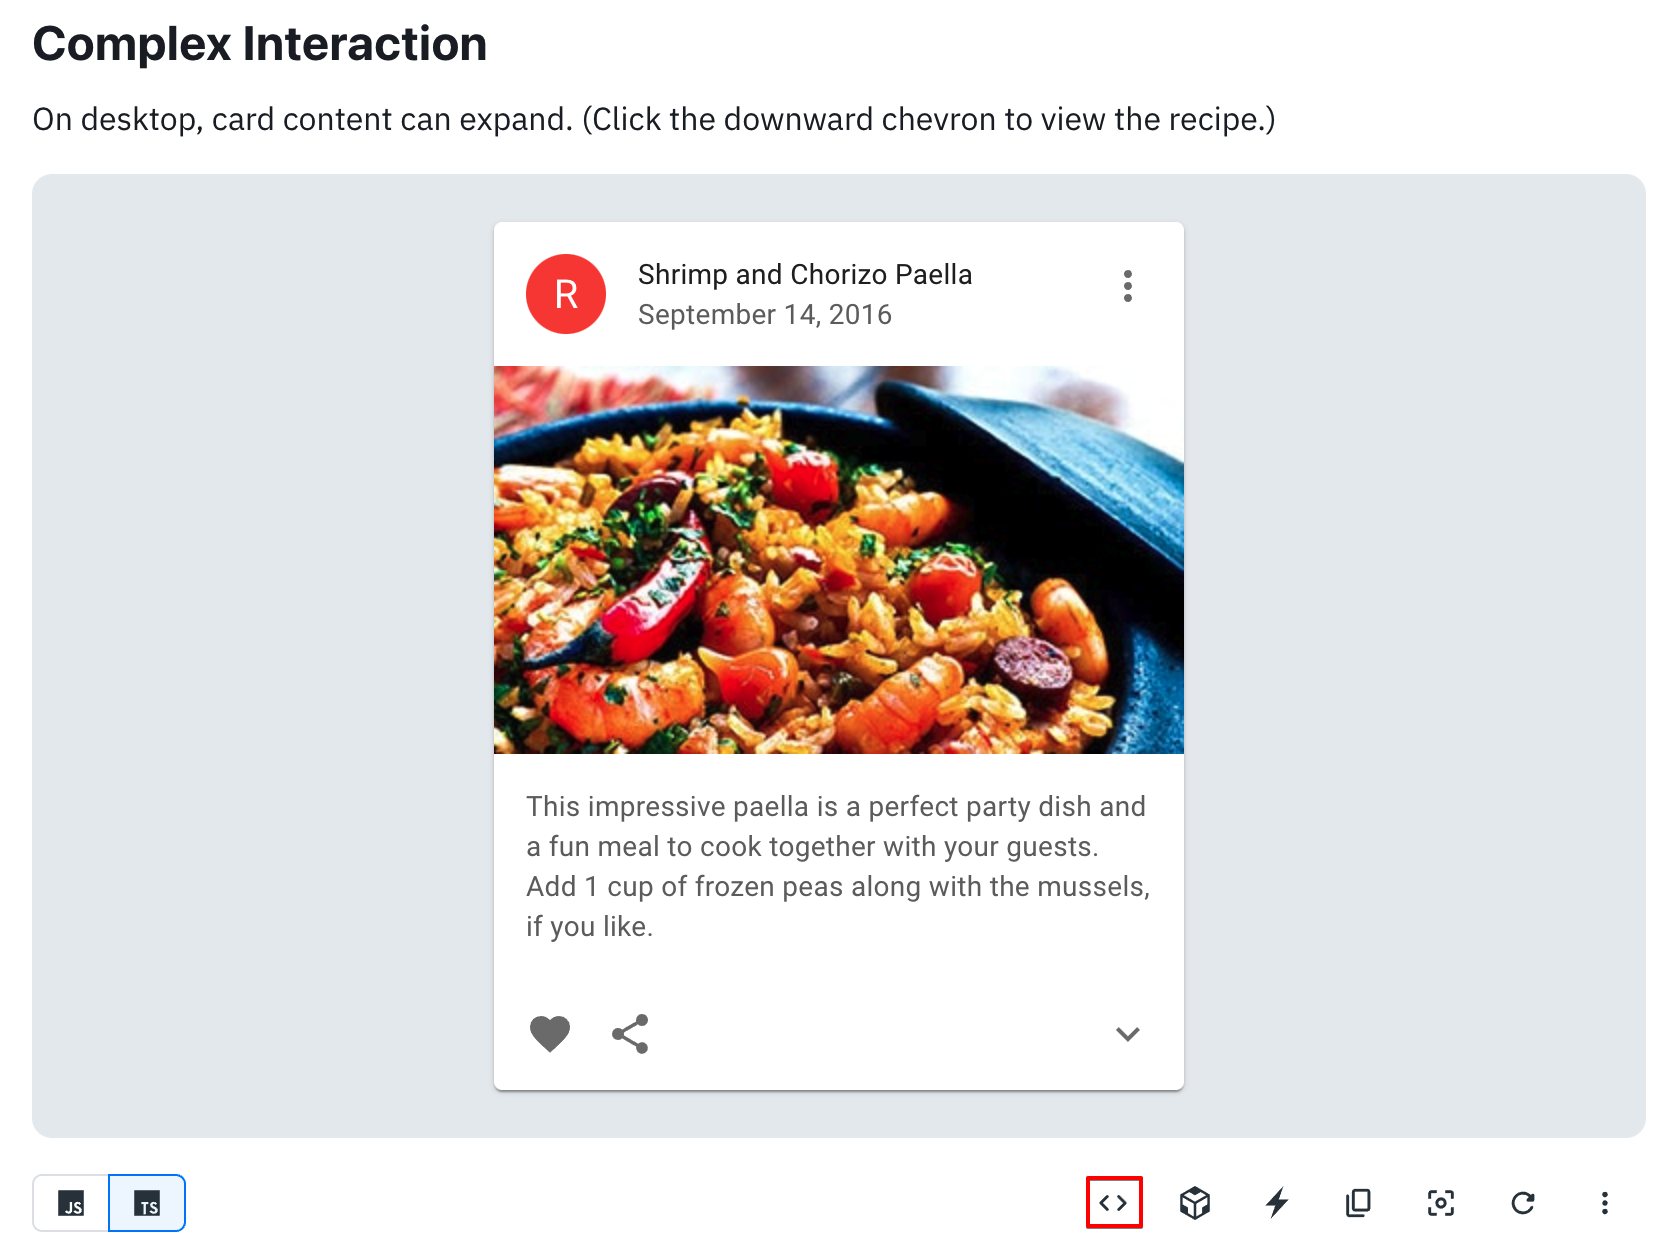 Complex Interaction
On desktop, card content can expand. (Click the downward chevron to view the recipe.)
R
Shrimp and Chorizo Paella
September 14, 2016
This impressive paella is a perfect party dish and
a fun meal to cook together with your guests.
Add 1 cup of frozen peas along with the mussels,
if you like.
JS
TS